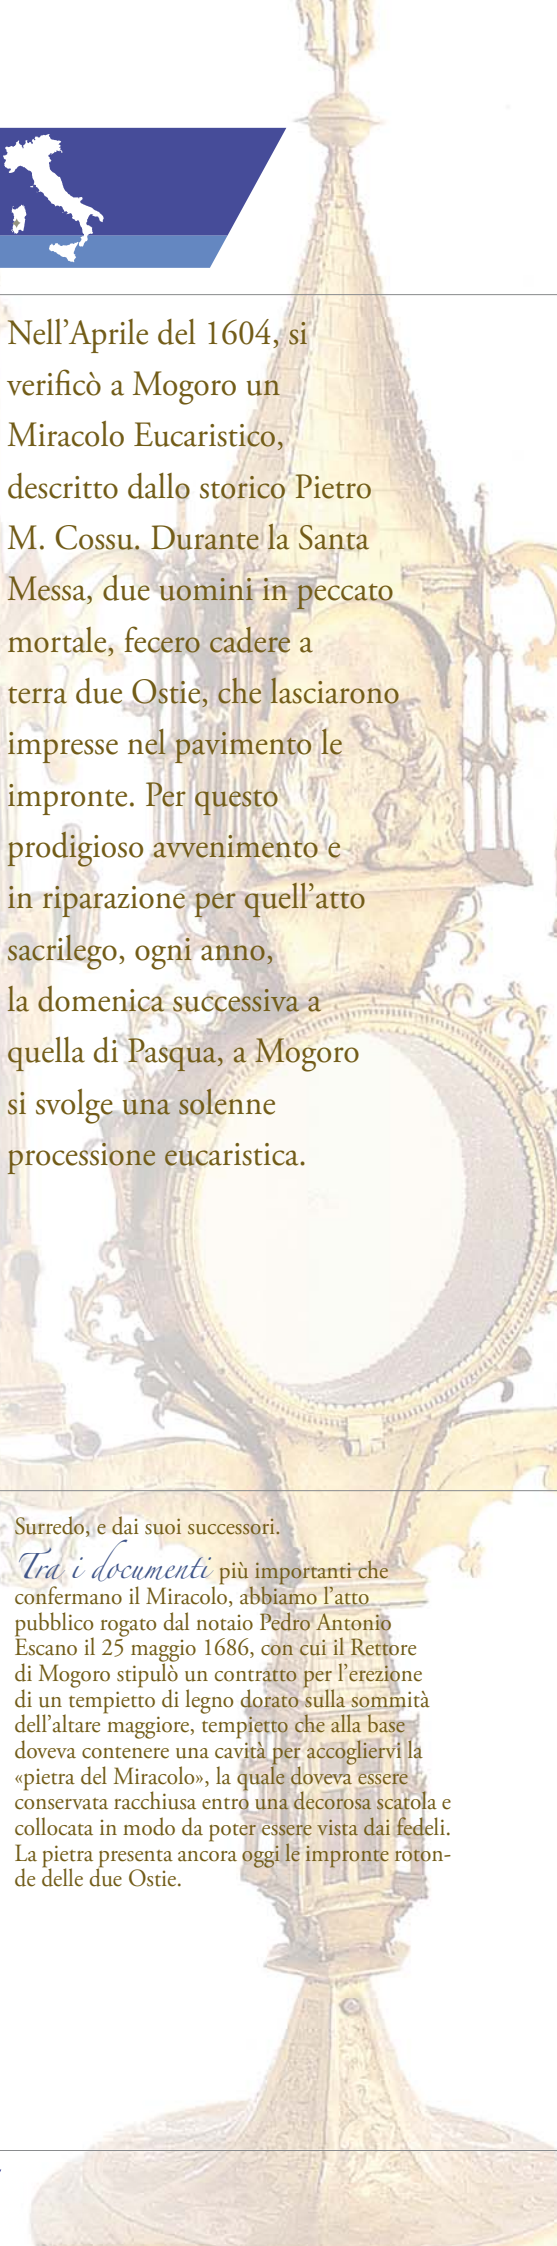 Nell’Aprile del 1604, si
verificò a Mogoro un
Miracolo Eucaristico,
descritto dallo storico Pietro
M. Cossu. Durante la Santa
Messa, due uomini in peccato
mortale, fecero cadere a
terra due Ostie, che lasciarono
impresse nel pavimento le
impronte. Per questo
prodigioso avvenimento e
in riparazione per quell’atto
sacrilego, ogni anno,
la domenica successiva a
quella di Pasqua, a Mogoro
si svolge una solenne
processione eucaristica.
Surredo, e dai suoi successori.
Tra i documenti più importanti che
confermano il Miracolo, abbiamo l’atto
pubblico rogato dal notaio Pedro Antonio
Escano il 25 maggio 1686, con cui il Rettore
di Mogoro stipulò un contratto per l’erezione
di un tempietto di legno dorato sulla sommità
dell’altare maggiore, tempietto che alla base
doveva contenere una cavità per accogliervi la
«pietra del Miracolo», la quale doveva essere
conservata racchiusa entro una decorosa scatola e
collocata in modo da poter essere vista dai fedeli.
La pietra presenta ancora oggi le impronte roton-
de delle due Ostie.